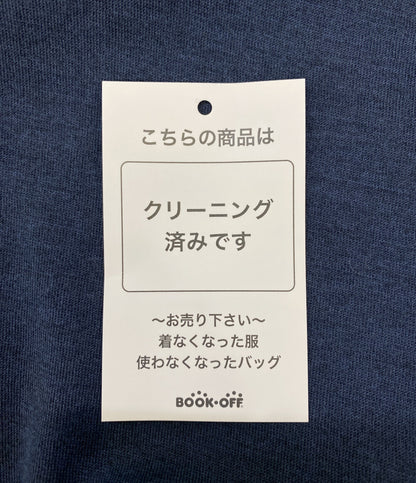 こちらの商品は
クリーニング
済みです
～お売り下さい～
着なくなった服
使わなくなったバッグ
BOOK・OFF